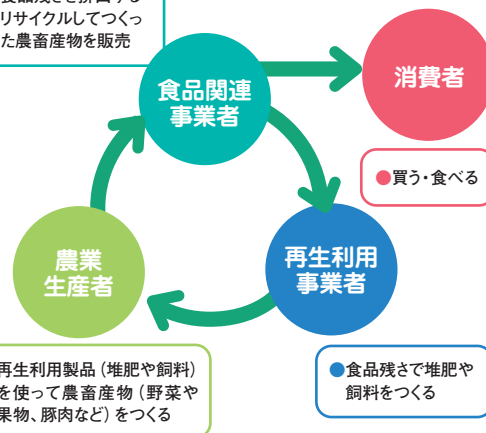 リサイクルしてつくっ
た農畜産物を販売
食品関連
事業者
消費者
●買う・食べる
農業
生産者
再生利用
事業者
再生利用製品（堆肥や飼料）
を使って農畜産物（野菜や
果物、豚肉など）をつくる
●食品残さで堆肥や
飼料をつくる